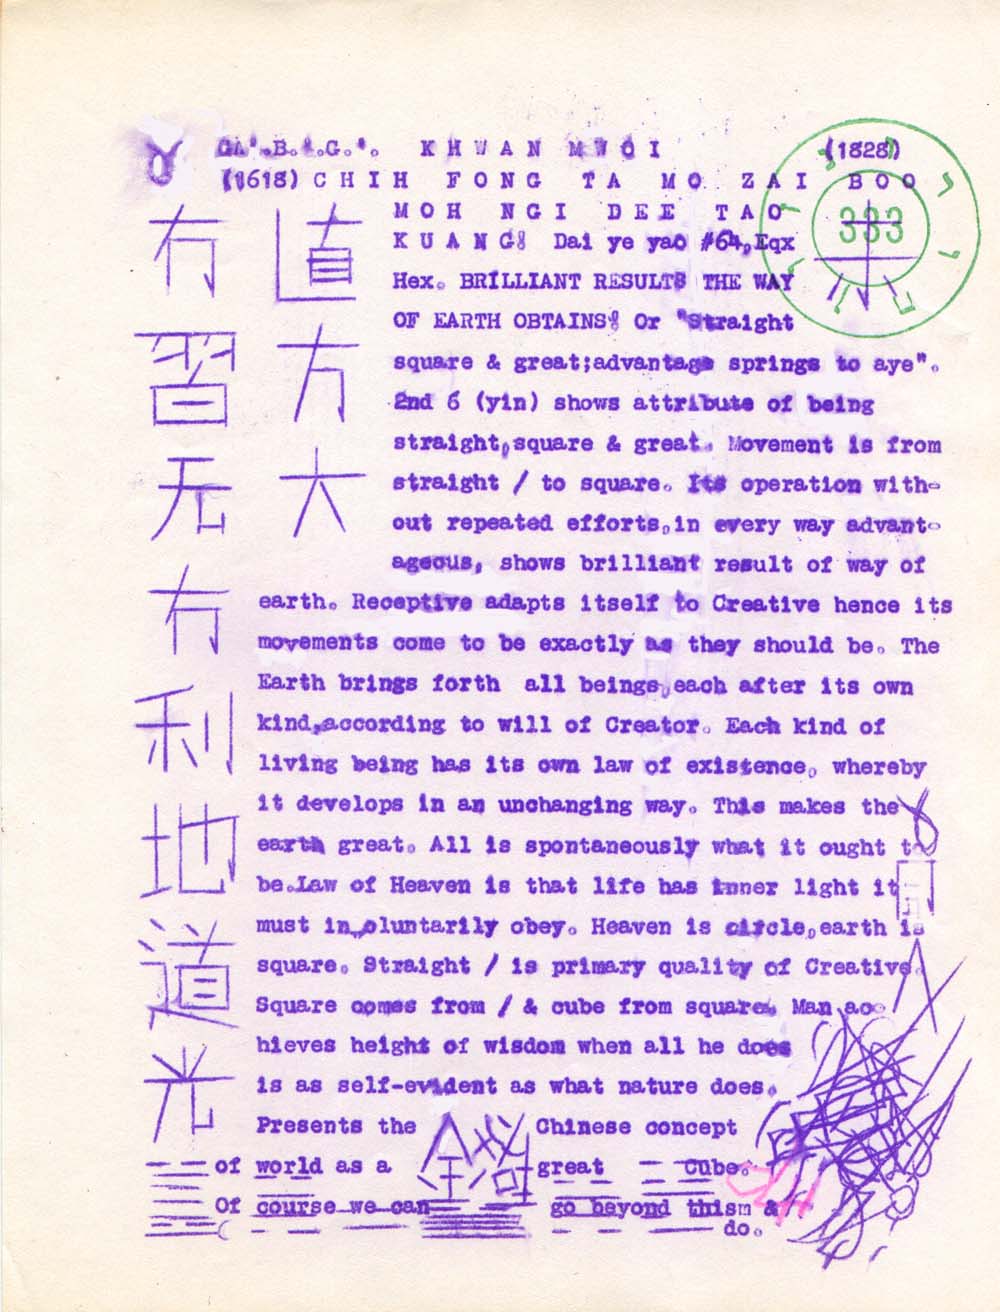 GA∴B∴G∴ KHWAN MWOI (1828)
(1618) CHIH FONG TA MO ZAI BOO
MOH NGI DEE TAO
333
直方
習无
利地道光
KUANG: Dai ye yao #64, Eqx
Hex. BRILLIANT RESULTS THE WAY
OF EARTH OBTAINS: Or "Straight
square & great;advantage springs to aye".
2nd 6 (yin) shows attribute of being
straight,square & great. Movement is from
straight / to square. Its operation with-
out repeated efforts,in every way advant-
ageous, shows brilliant result of way of
earth. Receptive adapts itself to Creative hence its
movements come to be exactly as they should be. The
Earth brings forth all beings,each after its own
kind,according to will of Creator. Each kind of
living being has its own law of existence, whereby
it develops in an unchanging way. This makes the
earth great. All is spontaneously what it ought to
be.Law of Heaven is that life has inner light it
must in,oluntarily obey. Heaven is circle,earth is
square. Straight / is primary quality of Creative.
Square comes from / & cube from square. Man ac-
hieves height of wisdom when all he does
is as self-evident as what nature does.
Presents the Chinese concept
of world as a great Cube.
Of course we can go beyond thism &
do.